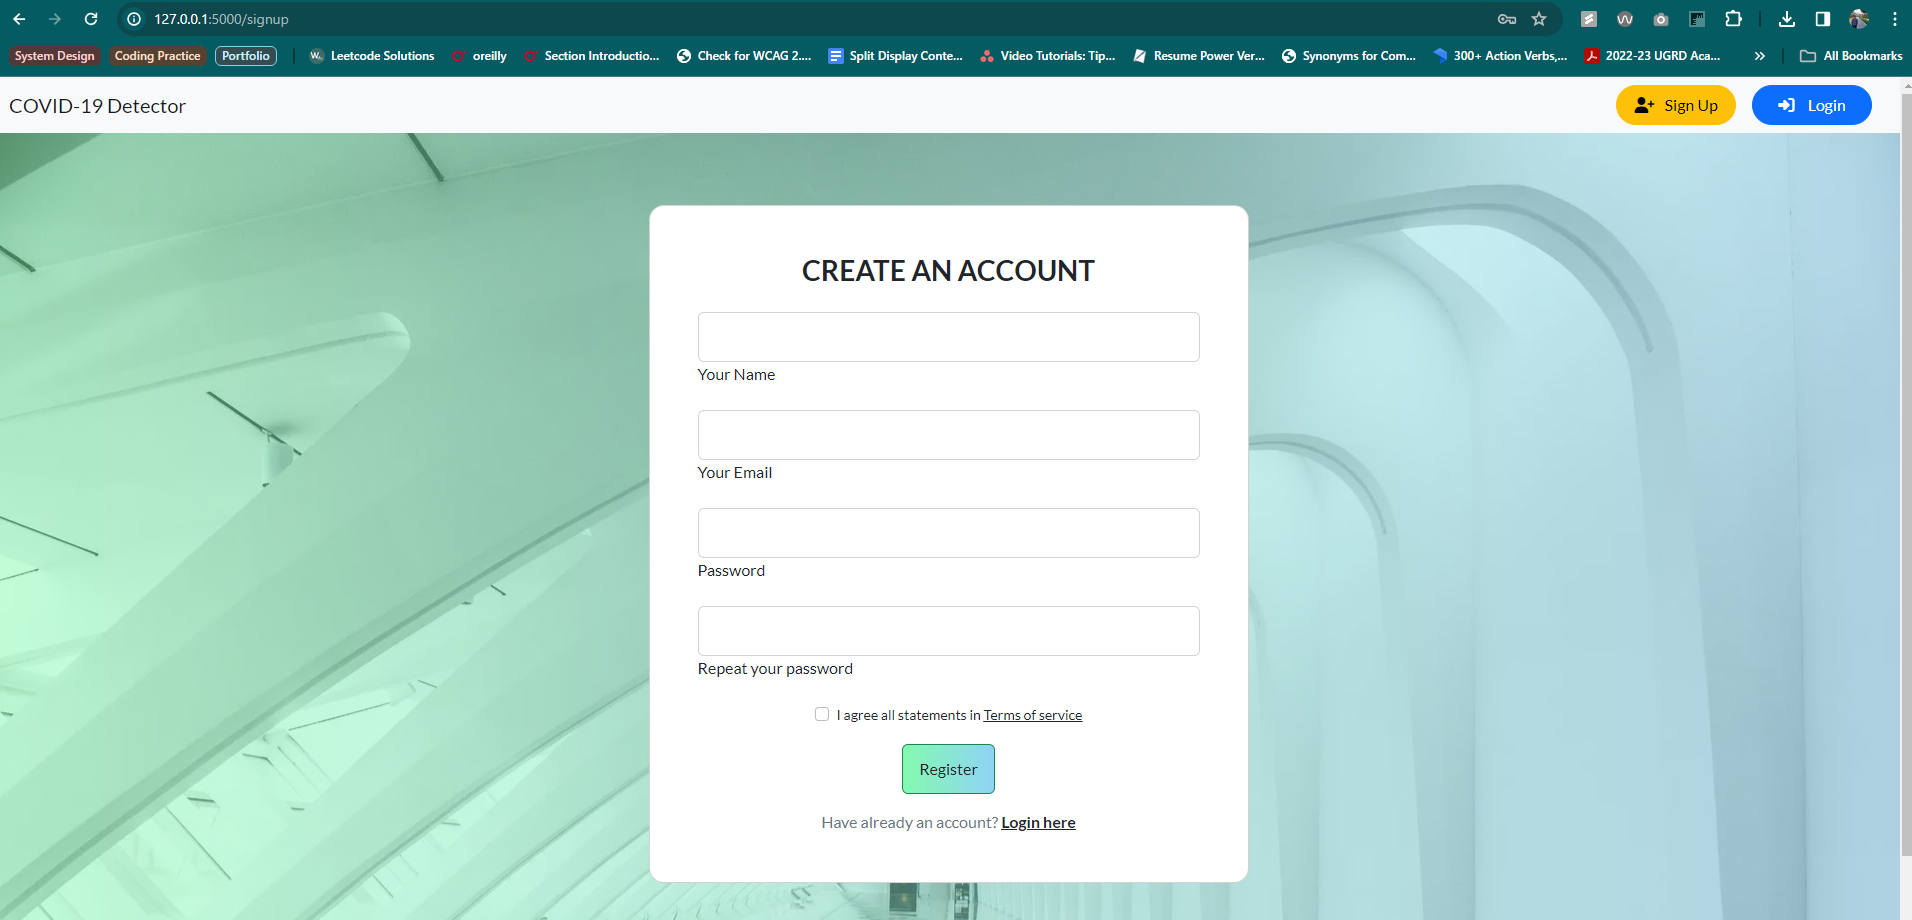 127.0.0.1:5000/signup
System Design Coding Practice Portfolio Leetcode Solutions oreilly Section Introductio... Check for WCAG 2.... Split Display Conte... Video Tutorials: Tip... Resume Power Ver... Synonyms for Com... 300+ Action Verbs,... 2022-23 UGRD Aca... » All Bookmarks
COVID-19 Detector Sign Up Login
CREATE AN ACCOUNT
Your Name
Your Email
Password
Repeat your password
I agree all statements in Terms of service
Register
Have already an account? Login here